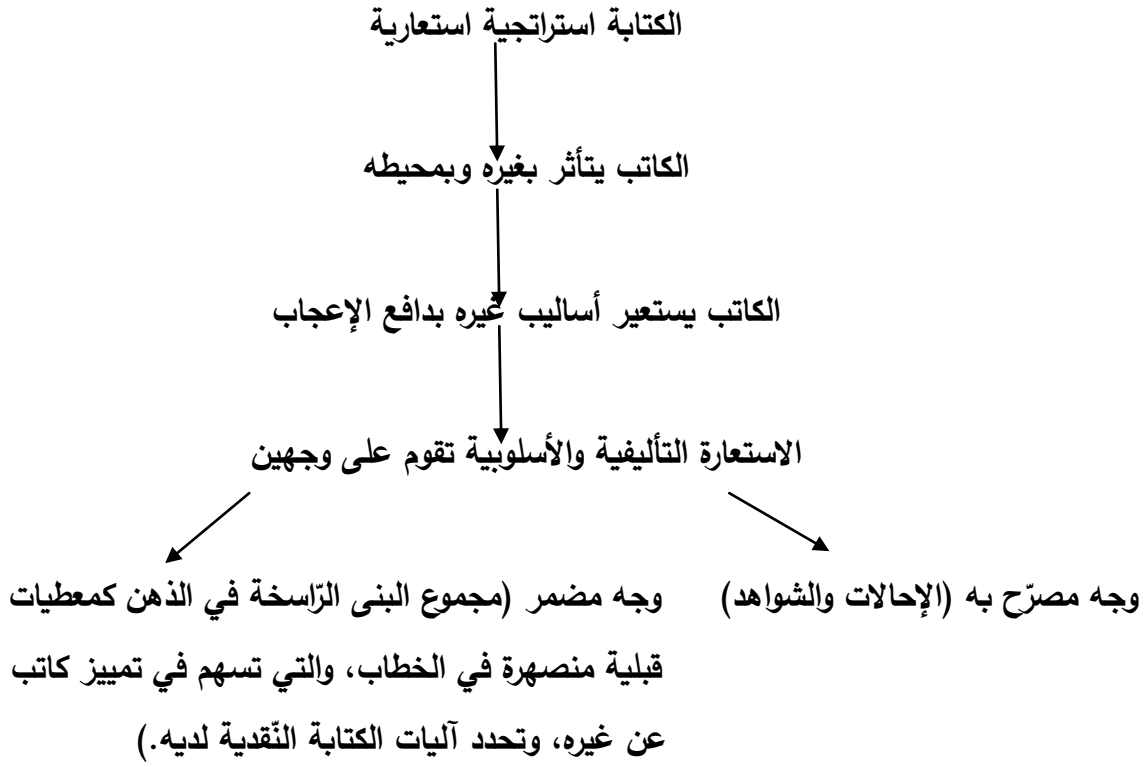 الكتابة استراتجية استعارية
الكاتب يتأثر بغيره وبمحيطه
الكاتب يستعير أساليب غيره بدافع الإعجاب
الاستعارة التأليفية والأسلوبية تقوم على وجهين
وجه مصرّح به (الإحالات والشواهد)
وجه مضمر (مجموع البنى الرّاسخة في الذهن كمعطيات
قبلية منصهرة في الخطاب، والتي تسهم في تمييز كاتب
عن غيره، وتحدد آليات الكتابة النّقدية لديه.)